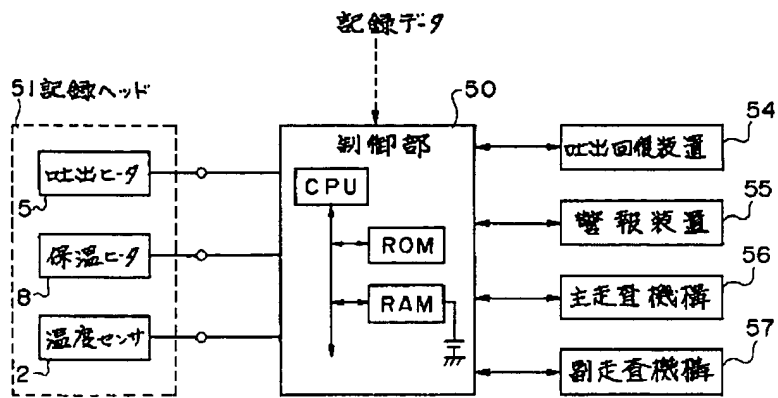 記録データ
51記録ヘッド
吐出ヒータ
5
保温ヒータ
8
温度センサ
2
50
制御部
CPU
ROM
RAM
54
吐出回復装置
55
警報装置
56
主走査機構
57
副走査機構